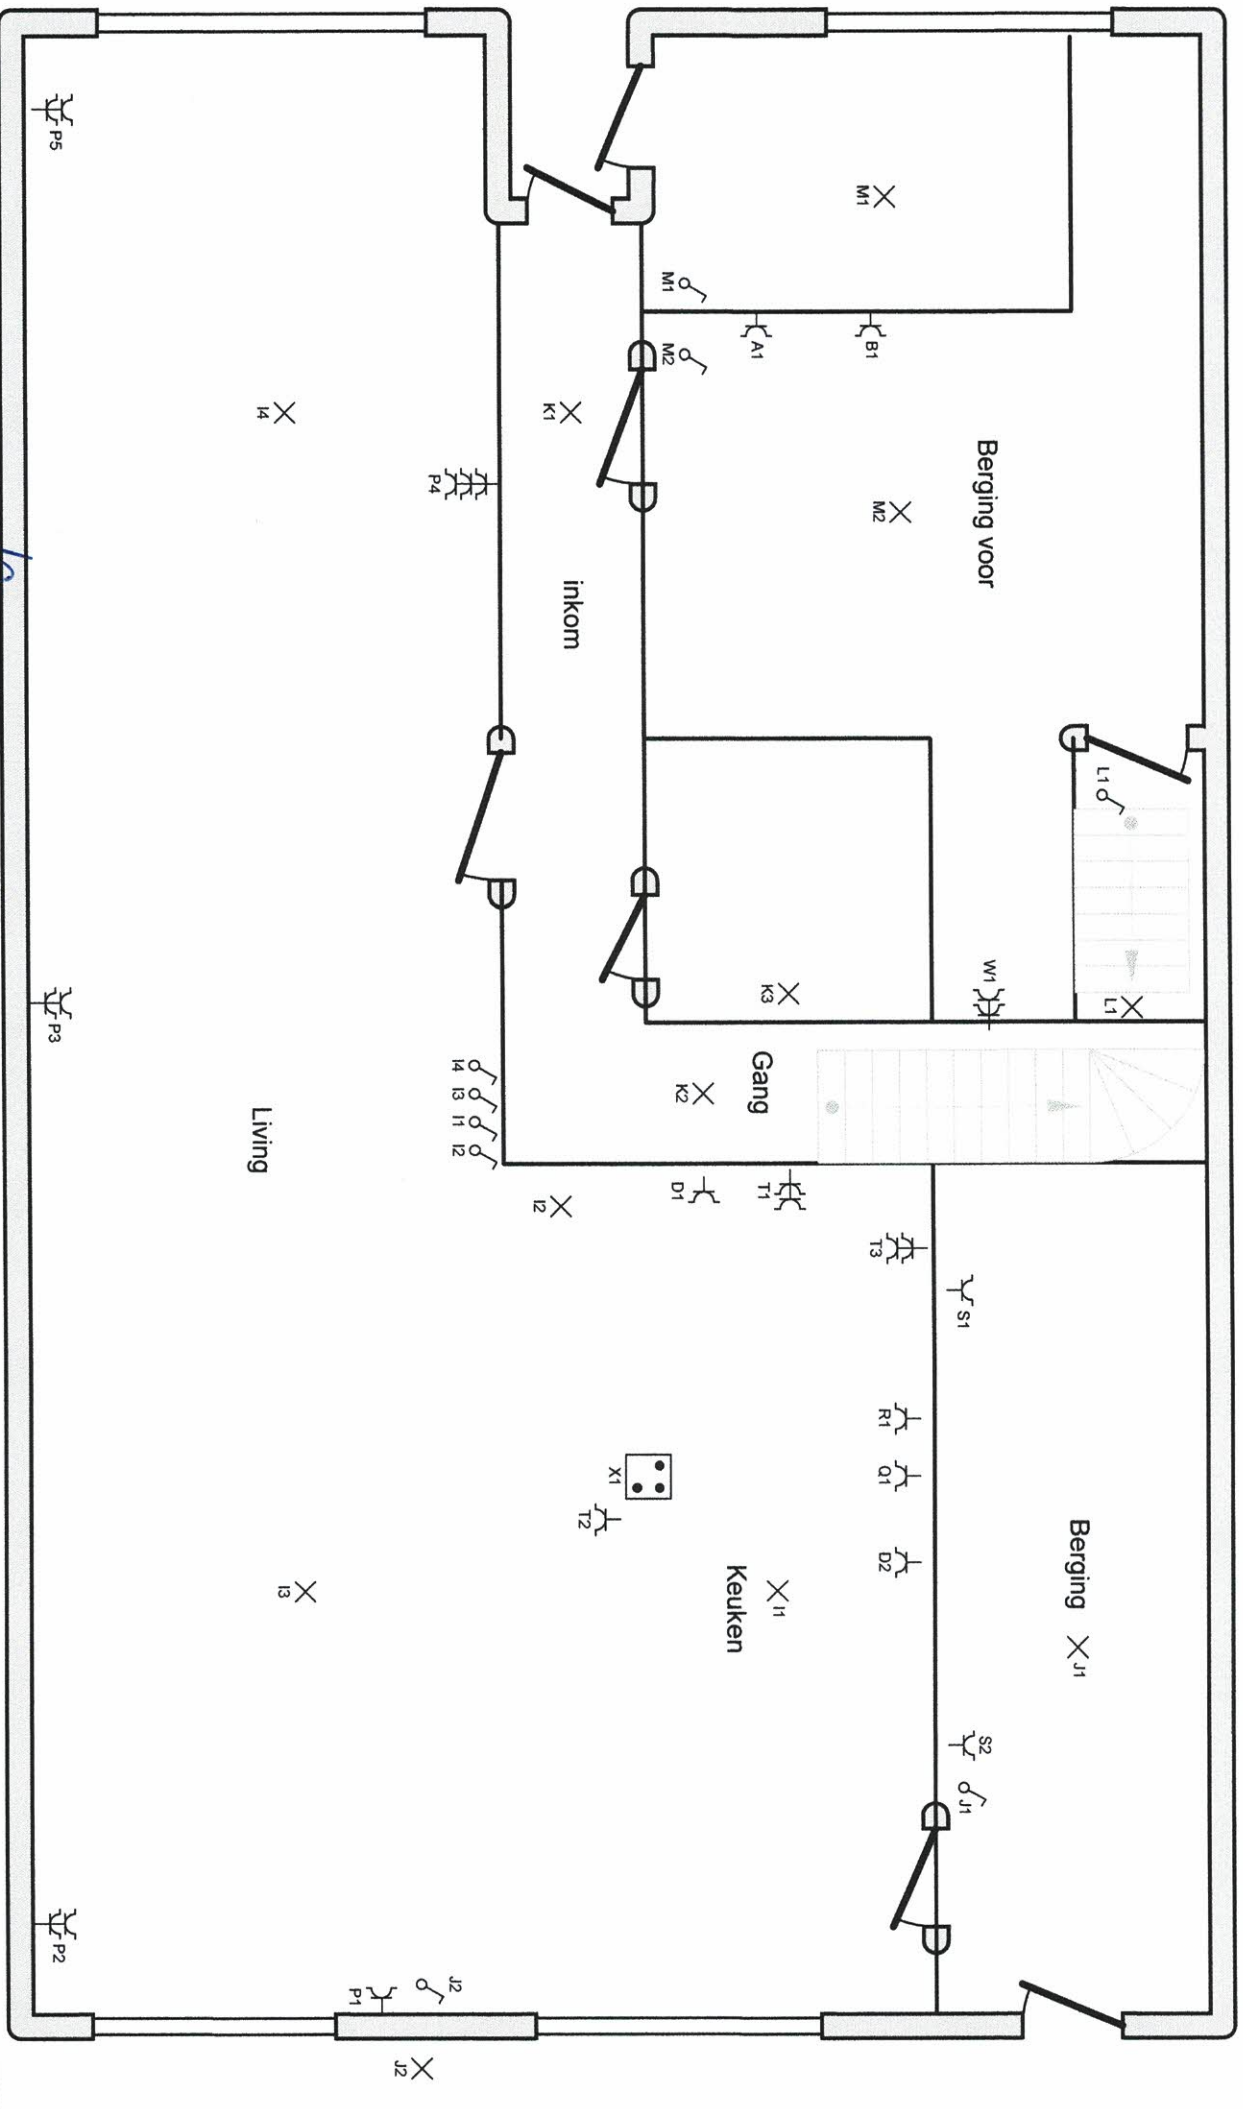 P5
M1
M1
M2
A1
B1
I4
K1
P4
M2
Berging voor
inkom
L1
W1
L1
K3
P3
I4
I3
I1
I2
K2
Gang
Living
I2
D1
T1
T3
S1
R1
Q1
D2
X1
T2
I3
I1
Keuken
Berging
J1
S2
J1
P2
P1
J2
J2